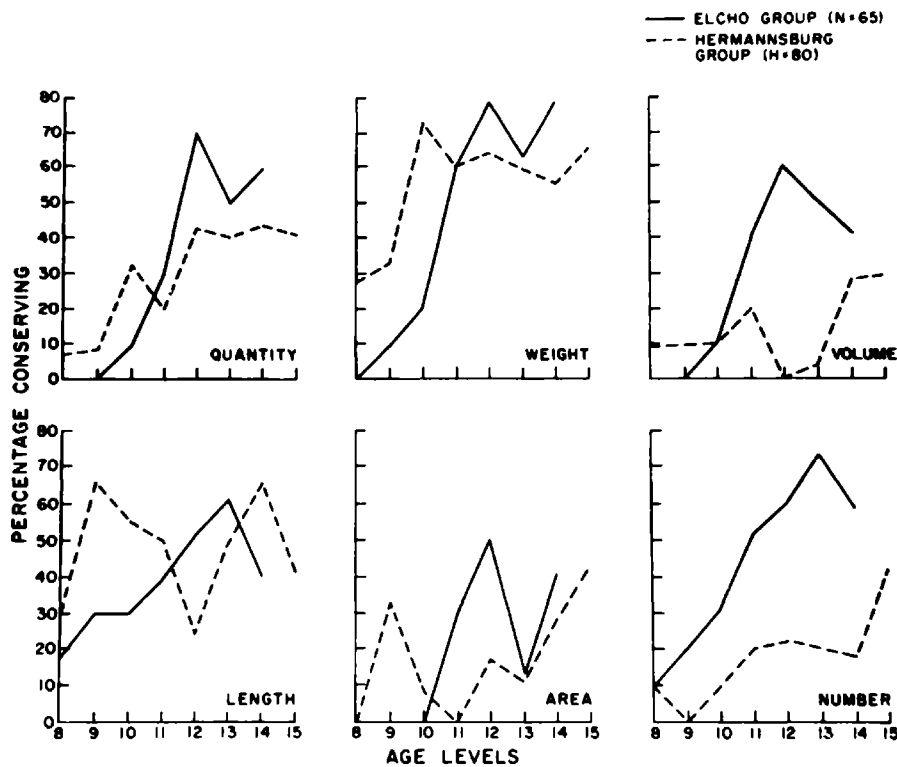 ELCHO GROUP (N=65)
HERMANNSBURG
GROUP (H=80)
PERCENTAGE CONSERVING
80
70
60
50
40
30
20
10
0
QUANTITY
WEIGHT
VOLUME
80
70
60
50
40
30
20
10
0
LENGTH
AREA
NUMBER
8 9 10 11 12 13 14 15
8 9 10 11 12 13 14 15
8 9 10 11 12 13 14 15
AGE LEVELS